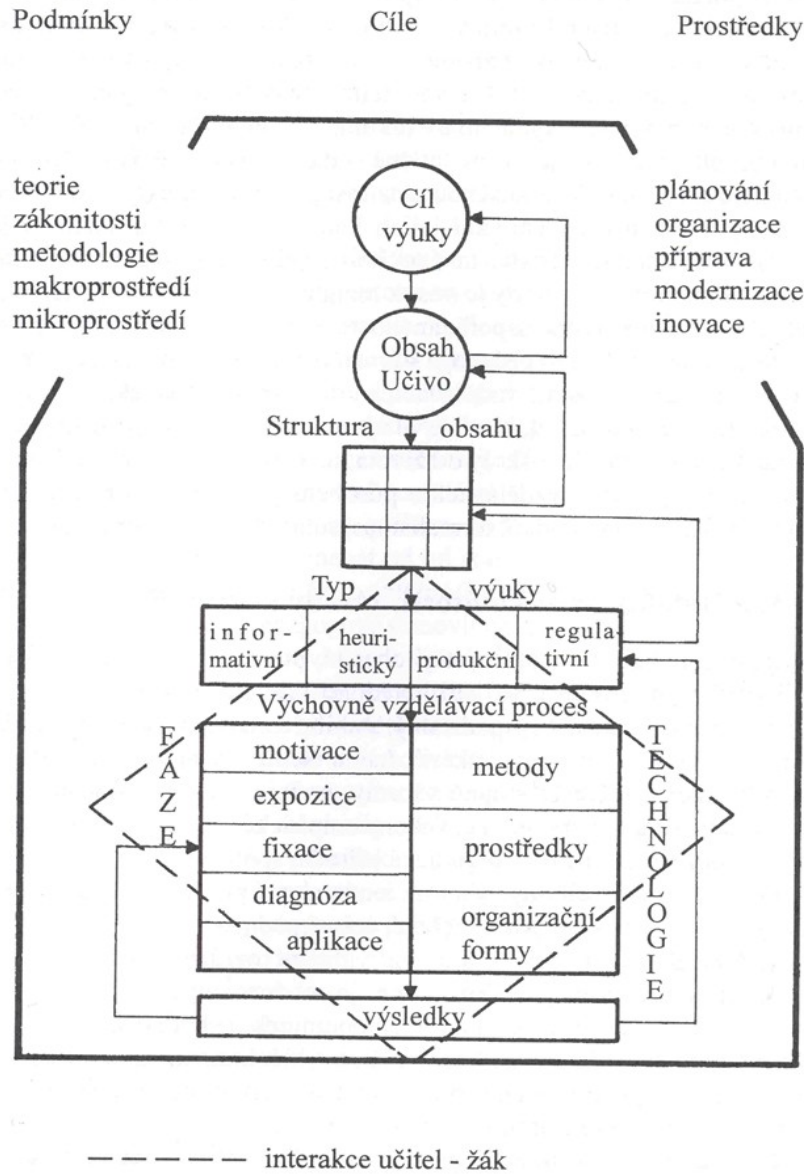 Podmínky Cíle Prostředky
teorie
zákonitosti
metodologie
makroprostředí
mikroprostředí
Cíl
výuky
plánování
organizace
příprava
modernizace
inovace
Obsah
Učivo
Struktura obsahu
Typ výuky
infor-
mativní
heuri-
stický
produkční
regula-
tivní
Výchovně vzdělávací proces
FÁZE
motivace
expozice
fixace
diagnóza
aplikace
metody
prostředky
organizační
formy
TECHNOLOGIE
výsledky
interakce učitel - žák